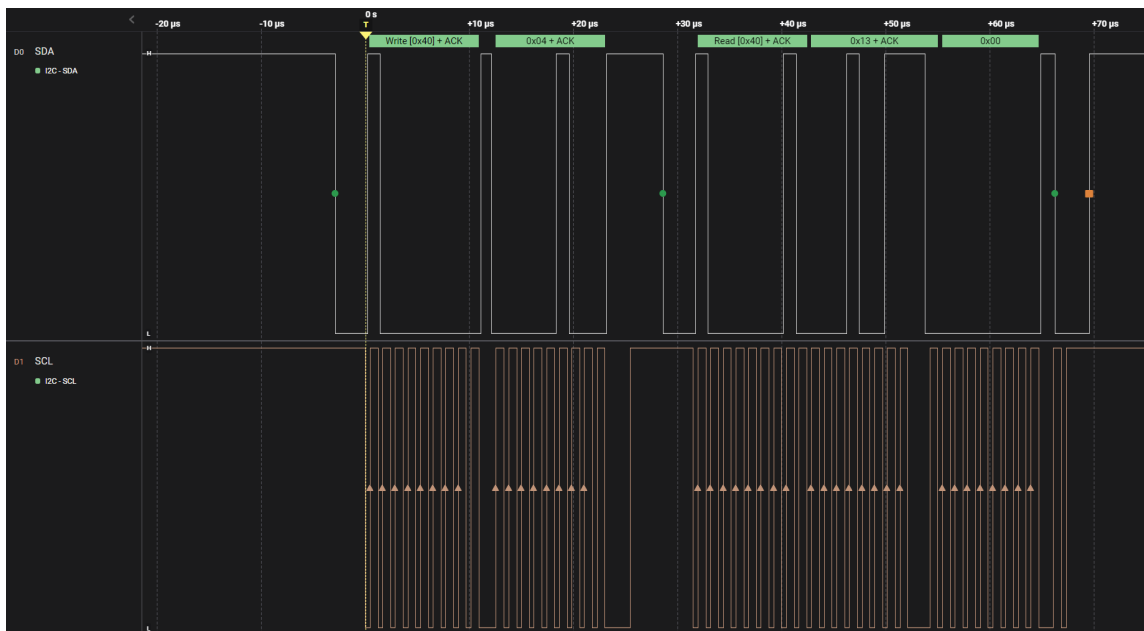 0 s
-20 µs -10 µs T +10 µs +20 µs +30 µs +40 µs +50 µs +60 µs +70 µs
Write [0x40] + ACK 0x04 + ACK Read [0x40] + ACK 0x13 + ACK 0x00
D0 SDA H
I2C - SDA
L
D1 SCL H
I2C - SCL
L